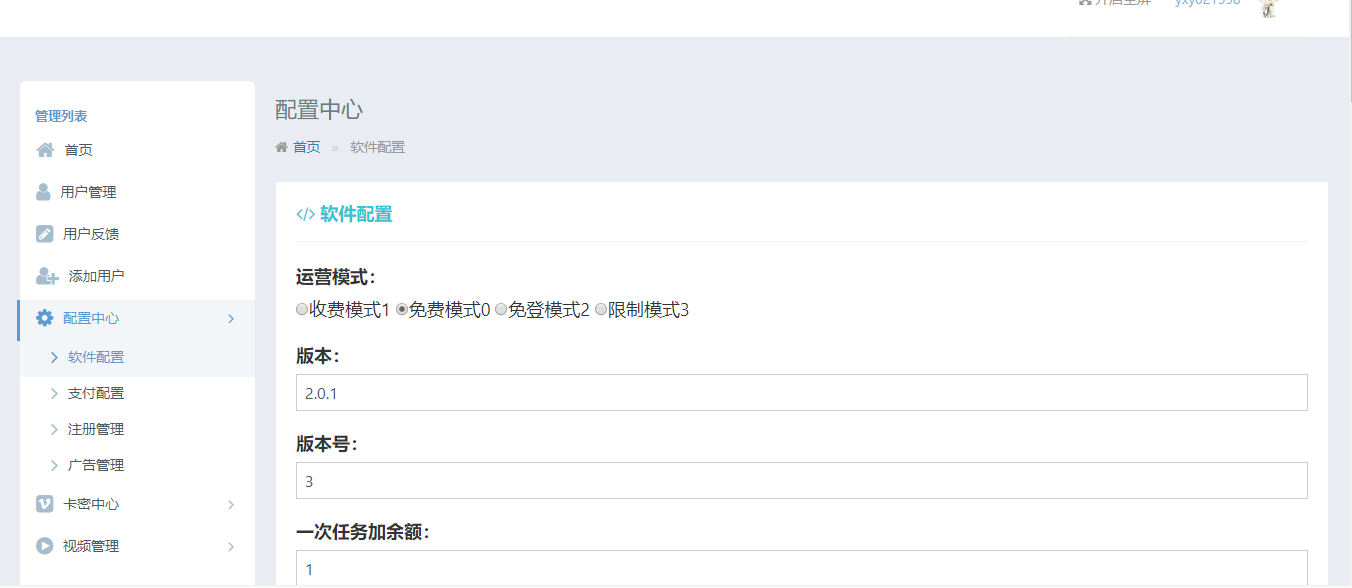 开启全屏 yxy021596
管理列表
首页
用户管理
用户反馈
添加用户
配置中心
软件配置
支付配置
注册管理
广告管理
卡密中心
视频管理
配置中心
首页 » 软件配置
</> 软件配置
运营模式：
收费模式1 免费模式0 免登模式2 限制模式3
版本：
2.0.1
版本号：
3
一次任务加余额：
1